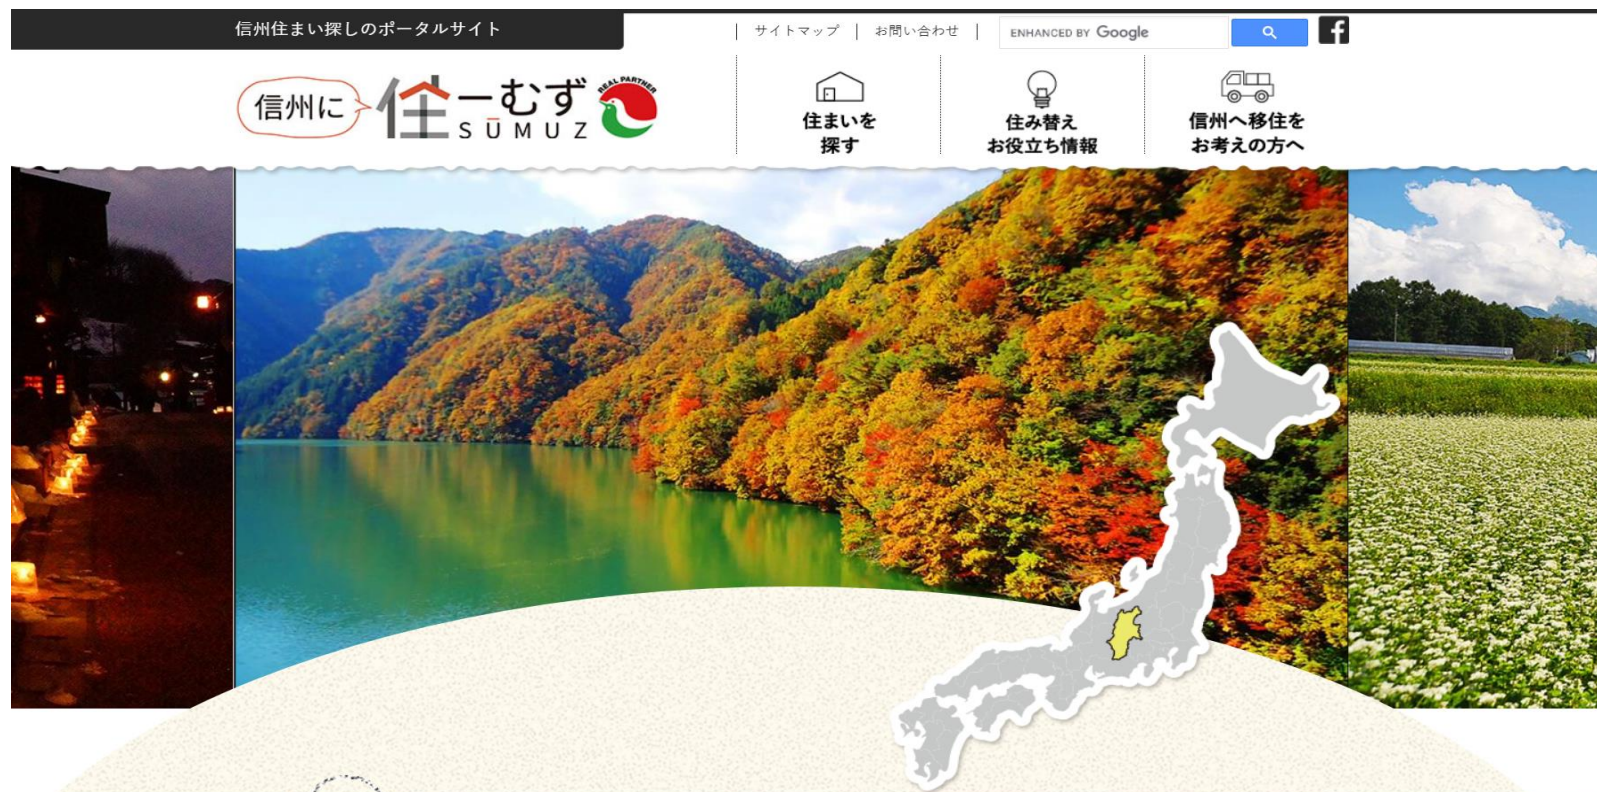 信州住まい探しのポータルサイト
サイトマップ
お問い合わせ
ENHANCED BY Google
信州に
住ーむず
SŪMUZ
REAL PARTNER
住まいを
探す
住み替え
お役立ち情報
信州へ移住を
お考えの方へ